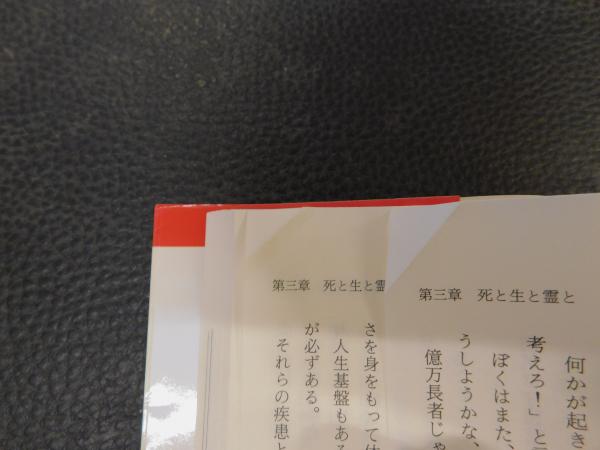 第三章 死と生と霊と
何かが起き
考えろ!」と
ぼくはまた、
うしようかな、
億万長者じゃ
第三章 死と生と霊
さを身をもって
人生基盤もある
が必ずある。
それらの疾患と